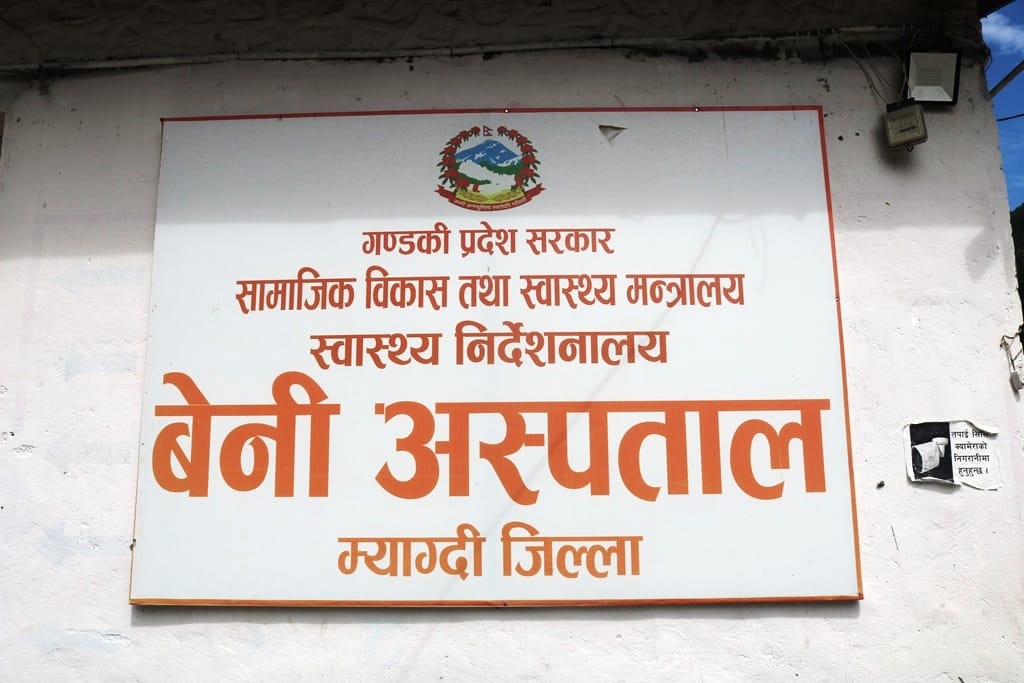 गण्डकी प्रदेश सरकार
सामाजिक विकास तथा स्वास्थ्य मन्त्रालय
स्वास्थ्य निर्देशनालय
बेनी अस्पताल
म्याग्दी जिल्ला
तपाई
क्यामेराको
निगरानीमा
हुनुहुन्छ ।